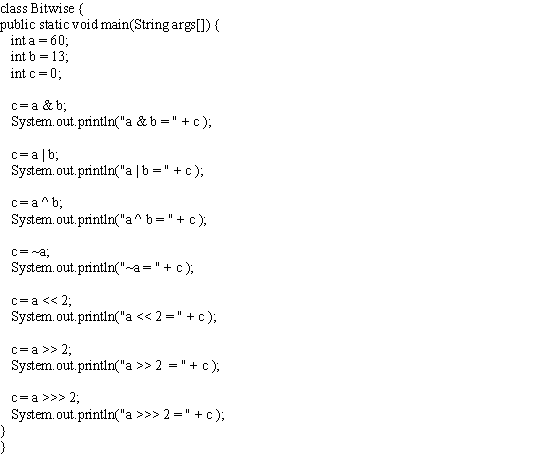 class Bitwise {
public static void main(String args[]) {
int a = 60;
int b = 13;
int c = 0;
c = a & b;
System.out.println("a & b = " + c );
c = a | b;
System.out.println("a | b = " + c );
c = a ^ b;
System.out.println("a ^ b = " + c );
c = ~a;
System.out.println("~a = " + c );
c = a << 2;
System.out.println("a << 2 = " + c );
c = a >> 2;
System.out.println("a >> 2  = " + c );
c = a >>> 2;
System.out.println("a >>> 2 = " + c );
}
}